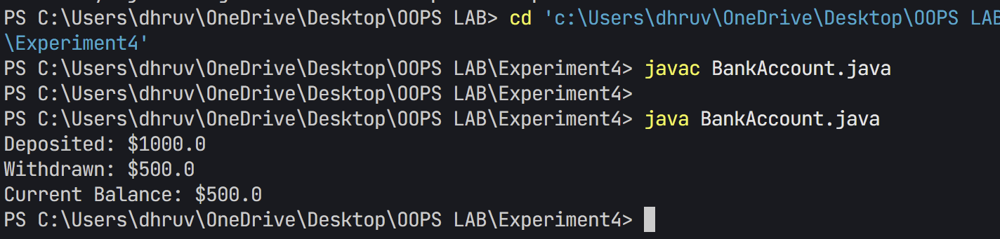 PS C:\Users\dhruv\OneDrive\Desktop\OOPS LAB> cd 'c:\Users\dhruv\OneDrive\Desktop\OOPS LAB
\Experiment4'
PS C:\Users\dhruv\OneDrive\Desktop\OOPS LAB\Experiment4> javac BankAccount.java
PS C:\Users\dhruv\OneDrive\Desktop\OOPS LAB\Experiment4>
PS C:\Users\dhruv\OneDrive\Desktop\OOPS LAB\Experiment4> java BankAccount.java
Deposited: $1000.0
Withdrawn: $500.0
Current Balance: $500.0
PS C:\Users\dhruv\OneDrive\Desktop\OOPS LAB\Experiment4>